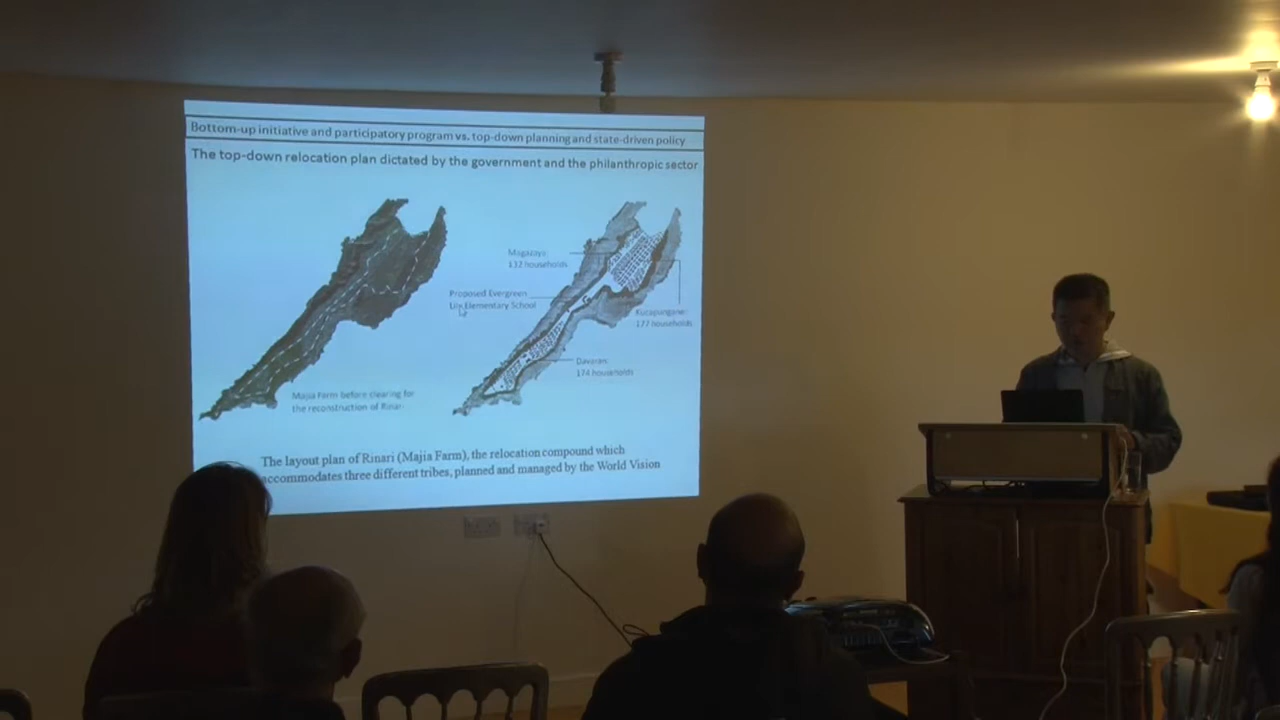 Bottom-up initiative and participatory program vs. top-down planning and state-driven policy
The top-down relocation plan dictated by the government and the philanthropic sector
Magazaya:
132 households
Proposed Evergreen
Lily Elementary School
Kucapungane:
177 households
Davaran:
174 households
Majia Farm before clearing for
the reconstruction of Rinari
The layout plan of Rinari (Majia Farm), the relocation compound which
accommodates three different tribes, planned and managed by the World Vision